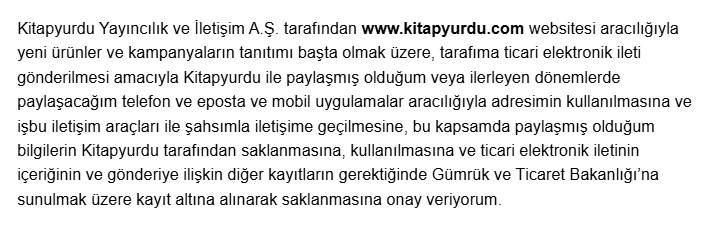 Kitapyurdu Yayıncılık ve İletişim A.Ş. tarafından www.kitapyurdu.com websitesi aracılığıyla
yeni ürünler ve kampanyaların tanıtımı başta olmak üzere, tarafıma ticari elektronik ileti
gönderilmesi amacıyla Kitapyurdu ile paylaşmış olduğum veya ilerleyen dönemlerde
paylaşacağım telefon ve eposta ve mobil uygulamalar aracılığıyla adresimin kullanılmasına ve
işbu iletişim araçları ile şahsımla iletişime geçilmesine, bu kapsamda paylaşmış olduğum
bilgilerin Kitapyurdu tarafından saklanmasına, kullanılmasına ve ticari elektronik iletinin
içeriğinin ve gönderiye ilişkin diğer kayıtların gerektiğinde Gümrük ve Ticaret Bakanlığı’na
sunulmak üzere kayıt altına alınarak saklanmasına onay veriyorum.